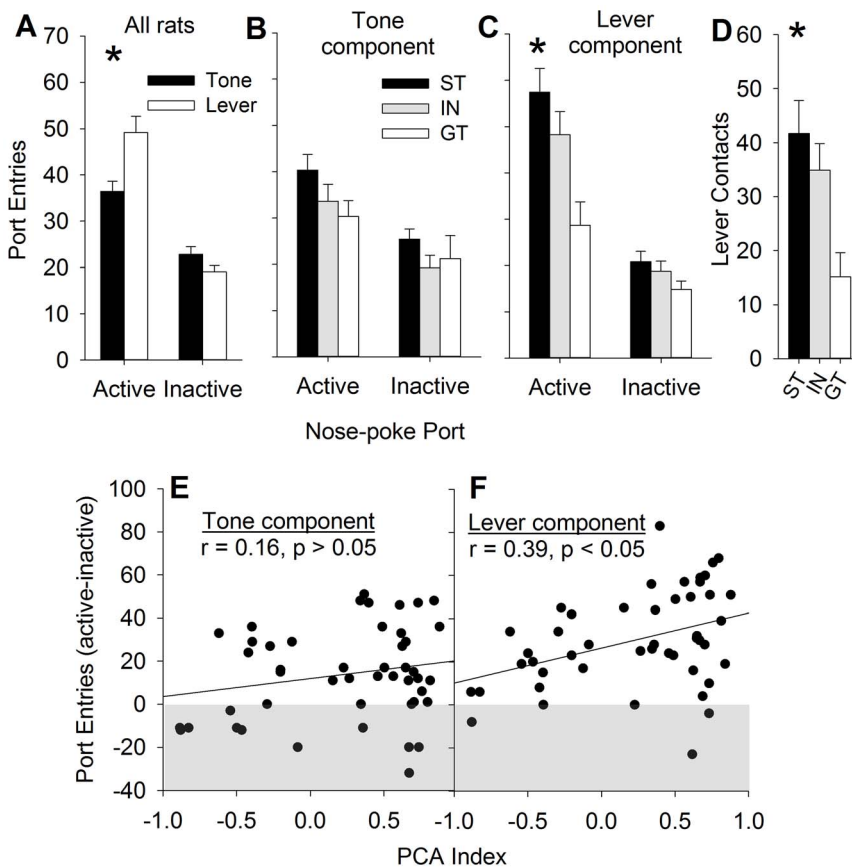 A
All rats
*
Tone
Lever
Port Entries
70
60
50
40
30
20
10
0
Active Inactive
B
Tone
component
ST
IN
GT
Active Inactive
Nose-poke Port
C
Lever
component
*
Active Inactive
D
*
Lever Contacts
60
50
40
30
20
10
0
ST
IN
GT
Port Entries (active-inactive)
100
80
60
40
20
0
-20
-40
E
Tone component
r = 0.16, p > 0.05
F
Lever component
r = 0.39, p < 0.05
-1.0 -0.5 0.0 0.5 -1.0 -0.5 0.0 0.5 1.0
PCA Index